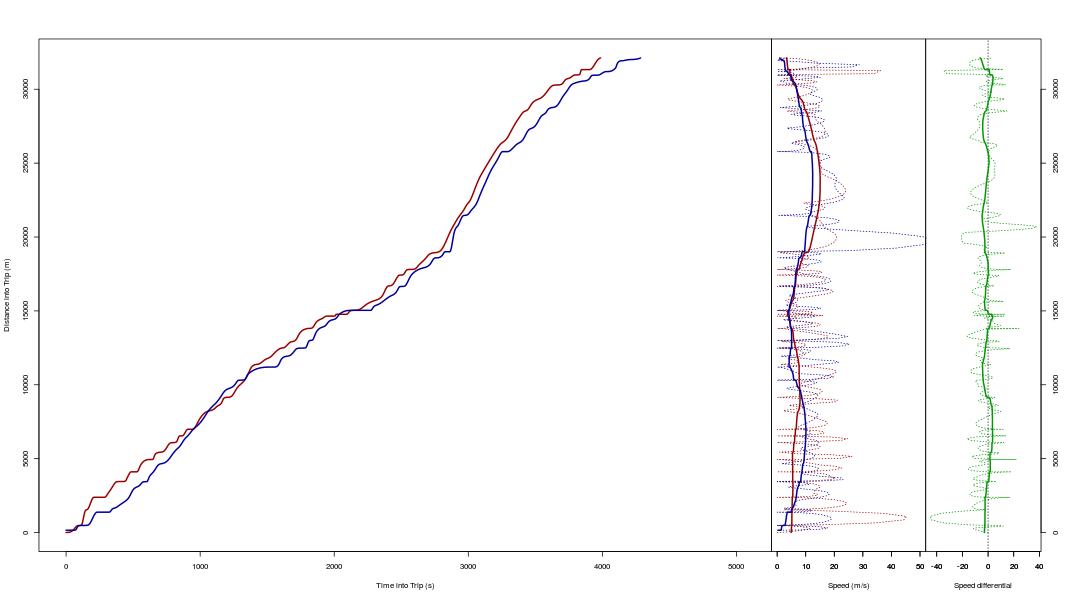 Distance Into Trip (m)
0 5000 10000 15000 20000 25000 30000
0 1000 2000 3000 4000 5000
Time Into Trip (s)
0 10 20 30 40 50
Speed (m/s)
-40 -20 0 20 40
Speed differential
0 5000 10000 15000 20000 25000 30000